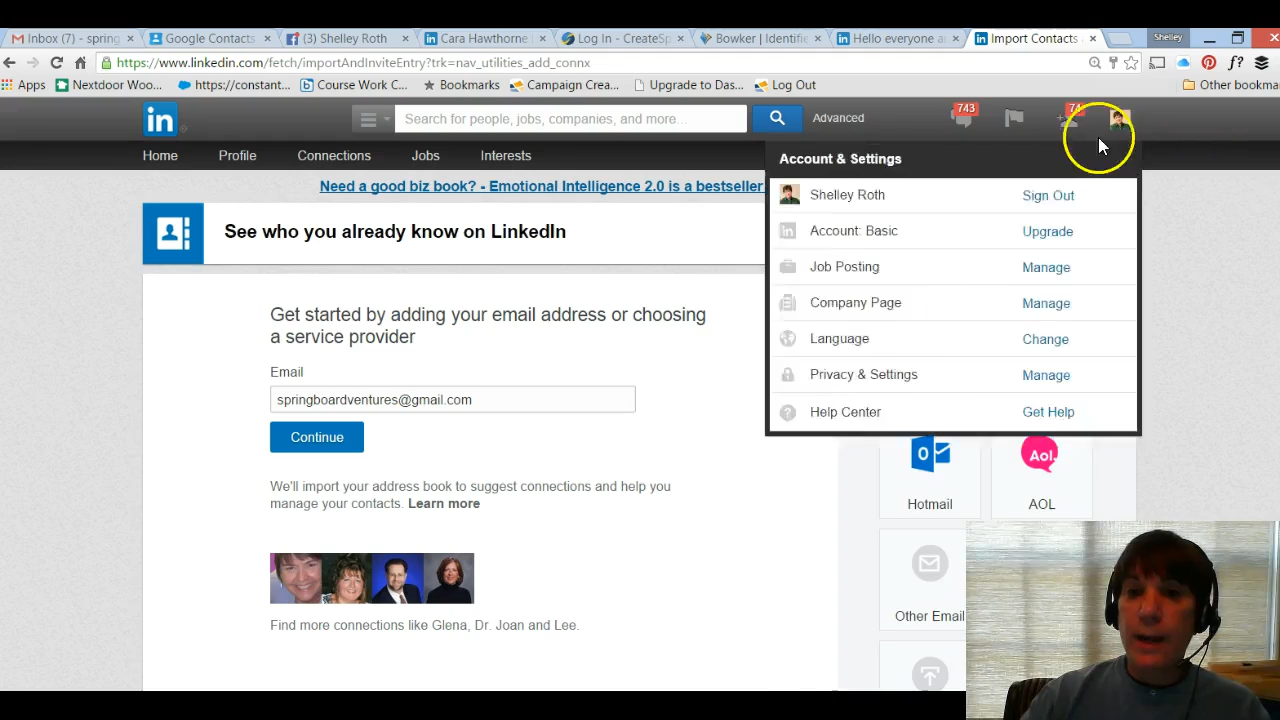 Inbox (7) - spring
Google Contacts
(3) Shelley Roth
Cara Hawthorne
Log In - CreateSp
Bowker | Identifie
Hello everyone a
Import Contacts
Shelley
https://www.linkedin.com/fetch/importAndInviteEntry?trk=nav_utilities_add_connx
Apps
Nextdoor Woo...
https://constant...
Course Work C...
Bookmarks
Campaign Crea...
Upgrade to Das...
Log Out
Other bookma
in
Search for people, jobs, companies, and more...
Advanced
743
74
Home
Profile
Connections
Jobs
Interests
Account & Settings
Need a good biz book? - Emotional Intelligence 2.0 is a bestseller
Shelley Roth
Sign Out
See who you already know on LinkedIn
Account: Basic
Upgrade
Job Posting
Manage
Company Page
Manage
Language
Change
Privacy & Settings
Manage
Help Center
Get Help
Get started by adding your email address or choosing
a service provider
Email
springboardventures@gmail.com
Continue
We'll import your address book to suggest connections and help you
manage your contacts. Learn more
Find more connections like Glena, Dr. Joan and Lee.
Aol.
Hotmail
AOL
Other Email